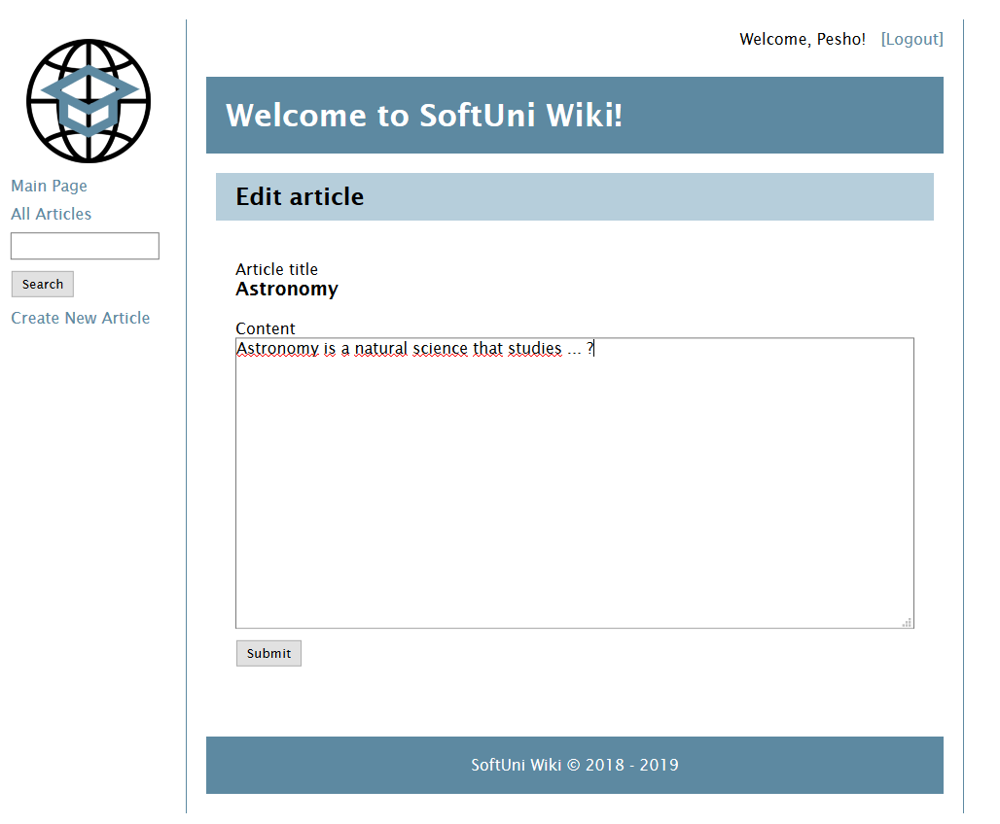 Welcome, Pesho! [Logout]
Welcome to SoftUni Wiki!
Main Page
All Articles
Search
Create New Article
Edit article
Article title
Astronomy
Content
Astronomy is a natural science that studies ... ?
Submit
SoftUni Wiki © 2018 - 2019